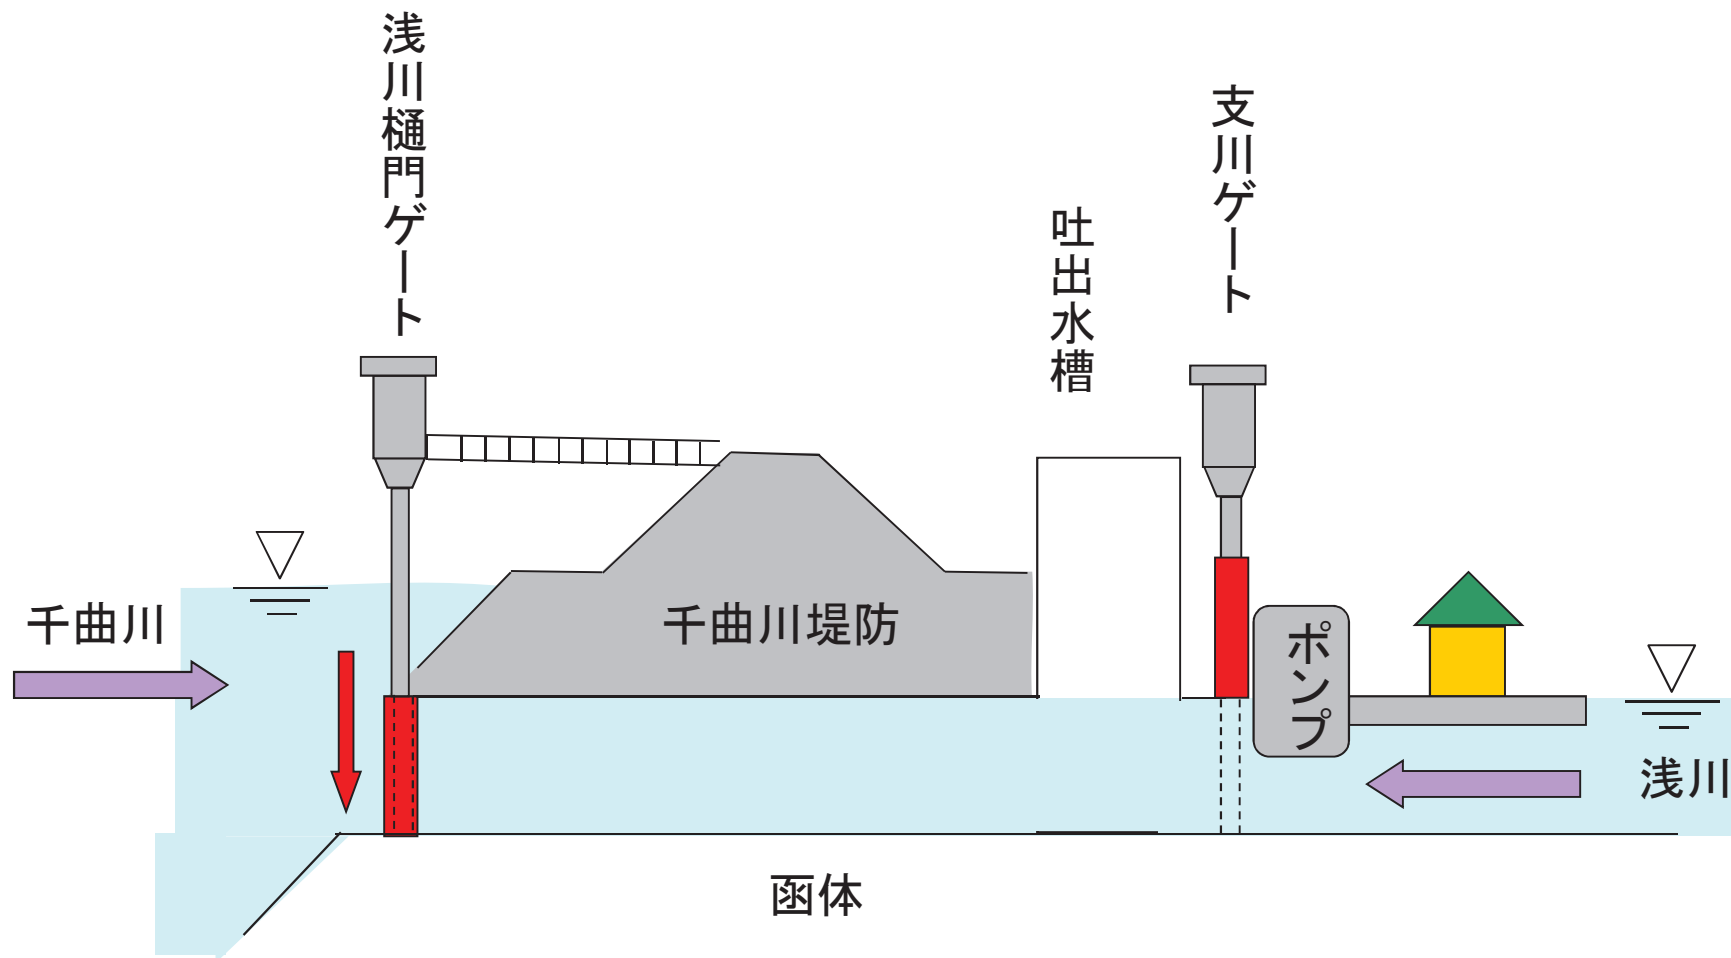 浅川樋門ゲート
支川ゲート
吐出水槽
千曲川
千曲川堤防
ポンプ
浅川
函体